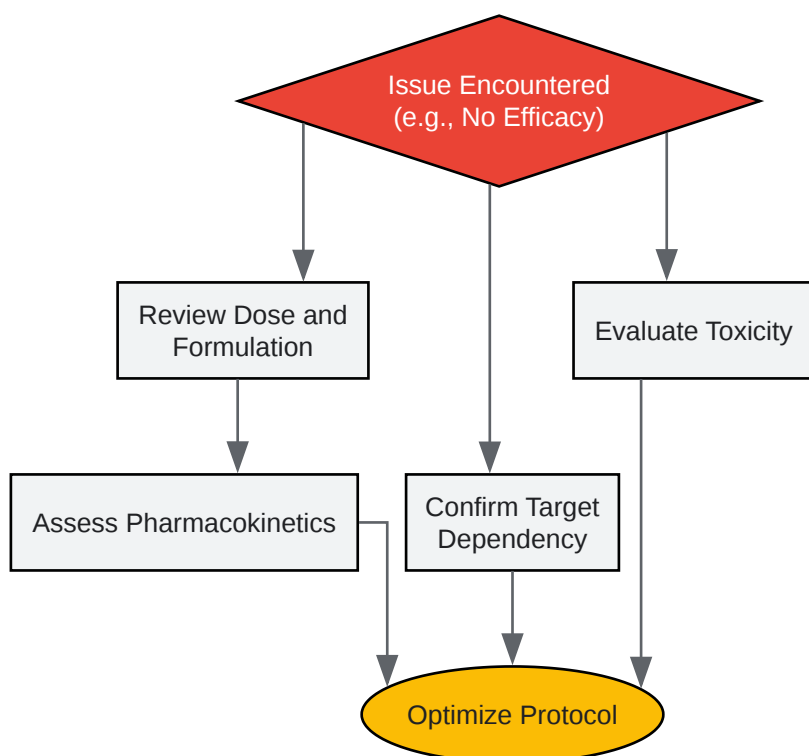 Issue Encountered
(e.g., No Efficacy)
Review Dose and
Formulation
Evaluate Toxicity
Assess Pharmacokinetics
Confirm Target
Dependency
Optimize Protocol